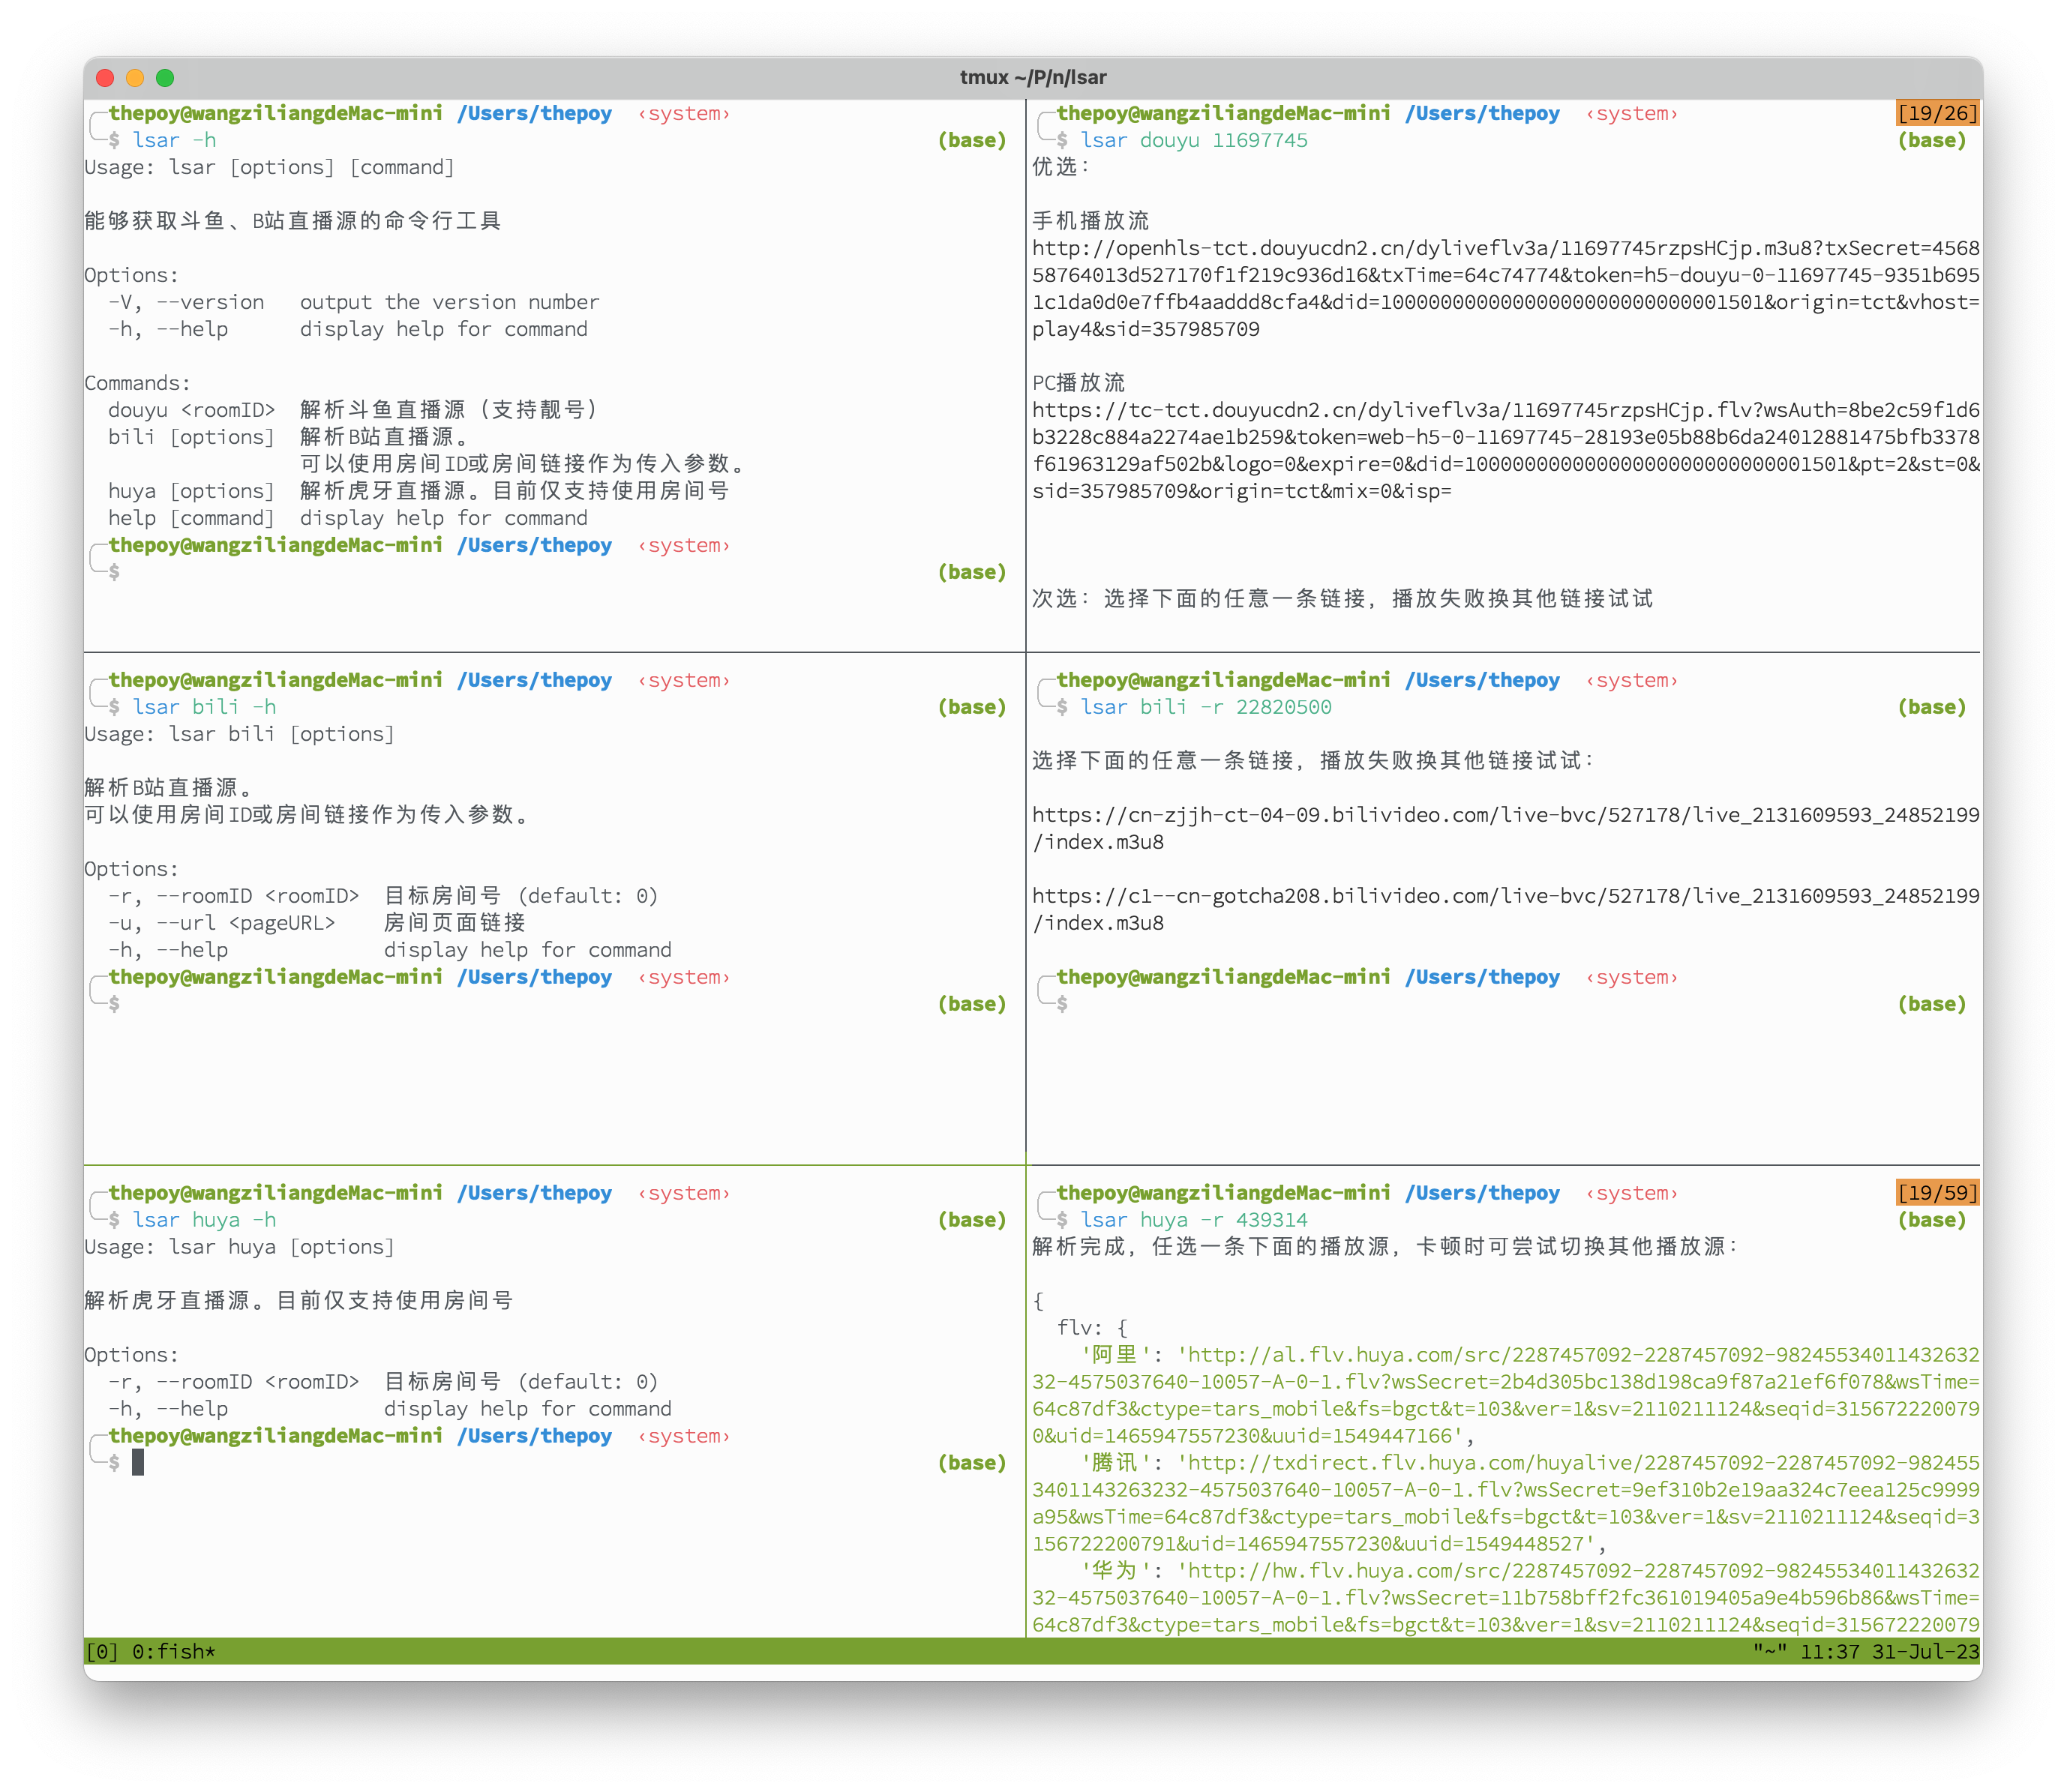 tmux ~/P/n/lsar
thepoy@wangziliangdeMac-mini /Users/thepoy ‹system›
$ lsar -h (base)
Usage: lsar [options] [command]
能够获取斗鱼、B站直播源的命令行工具
Options:
-V, --version output the version number
-h, --help display help for command
Commands:
douyu <roomID> 解析斗鱼直播源（支持靓号）
bili [options] 解析B站直播源。
可以使用房间ID或房间链接作为传入参数。
huya [options] 解析虎牙直播源。目前仅支持使用房间号
help [command] display help for command
thepoy@wangziliangdeMac-mini /Users/thepoy ‹system›
$ (base)
thepoy@wangziliangdeMac-mini /Users/thepoy ‹system› [19/26]
$ lsar douyu 11697745 (base)
优选：
手机播放流
http://openhls-tct.douyucdn2.cn/dyliveflv3a/11697745rzpsHCjp.m3u8?txSecret=4568
58764013d527170f1f219c936d16&txTime=64c74774&token=h5-douyu-0-11697745-9351b695
1c1da0d0e7ffb4aaddd8cfa4&did=10000000000000000000000000001501&origin=tct&vhost=
play4&sid=357985709
PC播放流
https://tc-tct.douyucdn2.cn/dyliveflv3a/11697745rzpsHCjp.flv?wsAuth=8be2c59f1d6
b3228c884a2274ae1b259&token=web-h5-0-11697745-28193e05b88b6da24012881475bfb3378
f61963129af502b&logo=0&expire=0&did=10000000000000000000000000001501&pt=2&st=0&
sid=357985709&origin=tct&mix=0&isp=
次选：选择下面的任意一条链接，播放失败换其他链接试试
thepoy@wangziliangdeMac-mini /Users/thepoy ‹system›
$ lsar bili -h (base)
Usage: lsar bili [options]
解析B站直播源。
可以使用房间ID或房间链接作为传入参数。
Options:
-r, --roomID <roomID> 目标房间号 (default: 0)
-u, --url <pageURL> 房间页面链接
-h, --help display help for command
thepoy@wangziliangdeMac-mini /Users/thepoy ‹system›
$ (base)
thepoy@wangziliangdeMac-mini /Users/thepoy ‹system›
$ lsar bili -r 22820500 (base)
选择下面的任意一条链接，播放失败换其他链接试试：
https://cn-zjjh-ct-04-09.bilivideo.com/live-bvc/527178/live_2131609593_24852199
/index.m3u8
https://c1--cn-gotcha208.bilivideo.com/live-bvc/527178/live_2131609593_24852199
/index.m3u8
thepoy@wangziliangdeMac-mini /Users/thepoy ‹system›
$ (base)
thepoy@wangziliangdeMac-mini /Users/thepoy ‹system›
$ lsar huya -h (base)
Usage: lsar huya [options]
解析虎牙直播源。目前仅支持使用房间号
Options:
-r, --roomID <roomID> 目标房间号 (default: 0)
-h, --help display help for command
thepoy@wangziliangdeMac-mini /Users/thepoy ‹system›
$ (base)
thepoy@wangziliangdeMac-mini /Users/thepoy ‹system› [19/59]
$ lsar huya -r 439314 (base)
解析完成，任选一条下面的播放源，卡顿时可尝试切换其他播放源：
{
flv: {
'阿里': 'http://al.flv.huya.com/src/2287457092-2287457092-98245534011432632
32-4575037640-10057-A-0-1.flv?wsSecret=2b4d305bc138d198ca9f87a21ef6f078&wsTime=
64c87df3&ctype=tars_mobile&fs=bgct&t=103&ver=1&sv=2110211124&seqid=315672220079
0&uid=1465947557230&uuid=1549447166',
'腾讯': 'http://txdirect.flv.huya.com/huyalive/2287457092-2287457092-982455
3401143263232-4575037640-10057-A-0-1.flv?wsSecret=9ef310b2e19aa324c7eea125c9999
a95&wsTime=64c87df3&ctype=tars_mobile&fs=bgct&t=103&ver=1&sv=2110211124&seqid=3
156722200791&uid=1465947557230&uuid=1549448527',
'华为': 'http://hw.flv.huya.com/src/2287457092-2287457092-98245534011432632
32-4575037640-10057-A-0-1.flv?wsSecret=11b758bff2fc361019405a9e4b596b86&wsTime=
64c87df3&ctype=tars_mobile&fs=bgct&t=103&ver=1&sv=2110211124&seqid=315672220079
[0] 0:fish* "~" 11:37 31-Jul-23